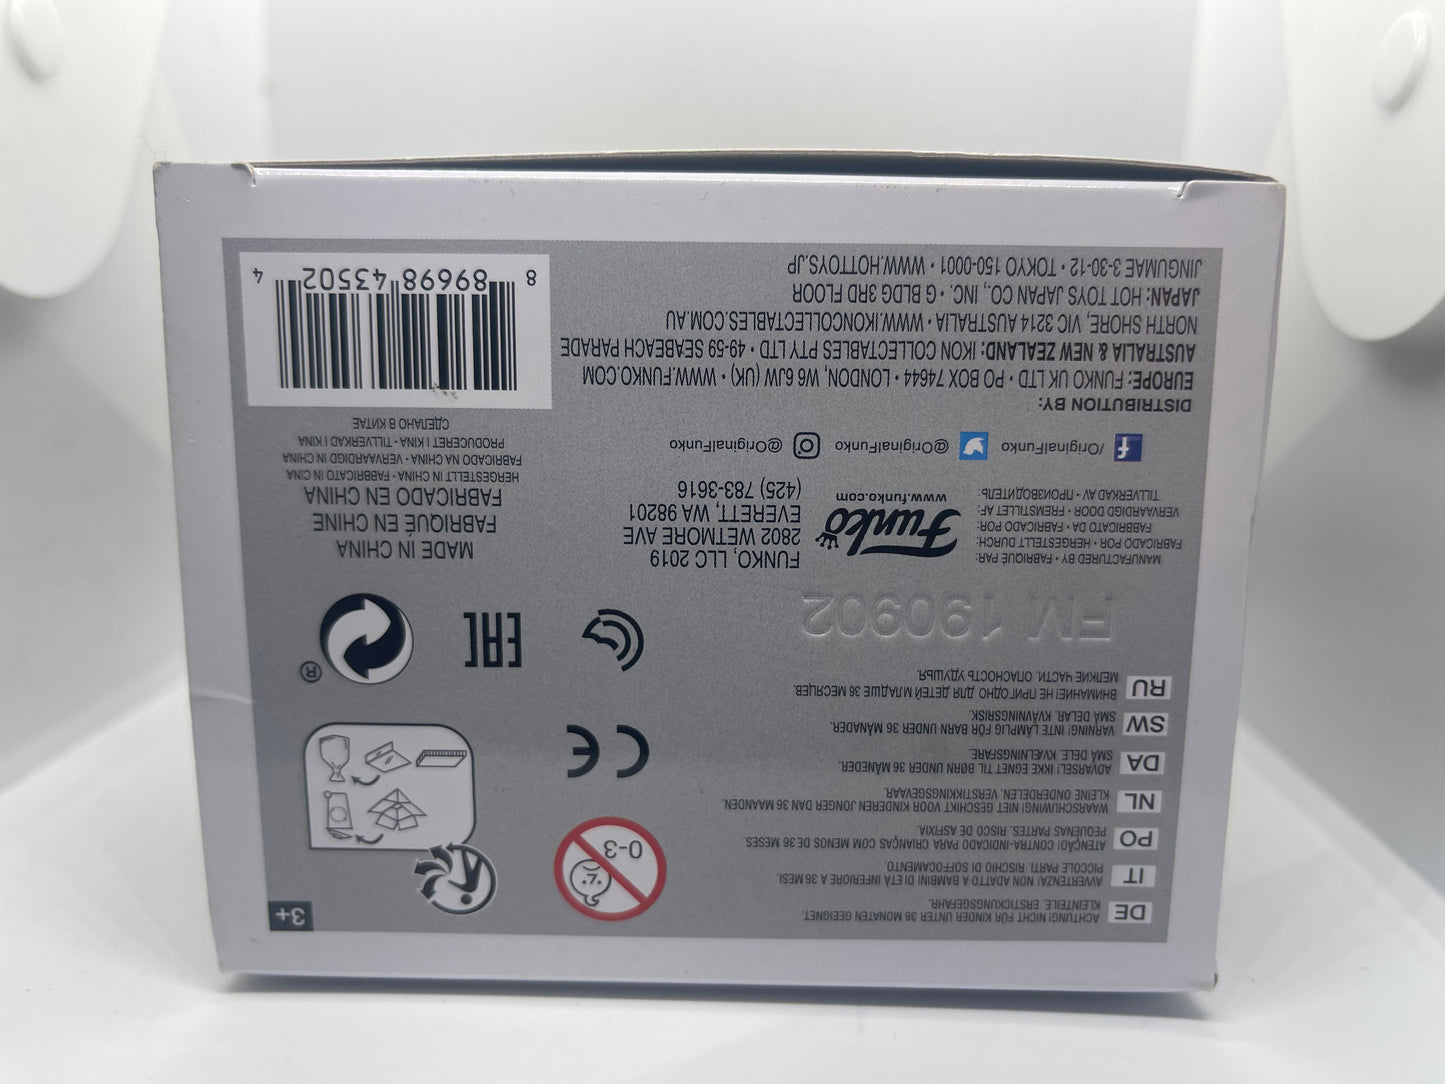 DE
ACHTUNG! NICHT FÜR KINDER UNTER 36 MONATEN GEEIGNET.
KLEINTEILE. ERSTICKUNGSGEFAHR.
IT
AVVERTENZA! NON ADATTO A BAMBINI DI ETÀ INFERIORE A 36 MESI.
PICCOLE PARTI. RISCHIO DI SOFFOCAMENTO.
PO
ATENÇÃO! CONTRA-INDICADO PARA CRIANÇAS COM MENOS DE 36 MESES.
PEQUENAS PARTES. RISCO DE ASFIXIA.
NL
WAARSCHUWING! NIET GESCHIKT VOOR KINDEREN JONGER DAN 36 MAANDEN.
KLEINE ONDERDELEN. VERSTIKKINGSGEVAAR.
DA
ADVARSEL! IKKE EGNET TIL BØRN UNDER 36 MÅNEDER.
SMÅ DELE. KVÆLNINGSFARE.
SW
VARNING! INTE LÄMPLIG FÖR BARN UNDER 36 MÅNADER.
SMÅ DELAR. KVÄVNINGSRISK.
RU
ВНИМАНИЕ! НЕ ПРИГОДНО ДЛЯ ДЕТЕЙ МЛАДШЕ 36 МЕСЯЦЕВ.
МЕЛКИЕ ЧАСТИ. ОПАСНОСТЬ УДУШЬЯ.
FM 190902
0-3
3+
CE
EAC
®
MANUFACTURED BY • FABRIQUÉ PAR:
FABRICADO POR • HERGESTELLT DURCH:
FABBRICATO DA • FABRICADO POR:
VERVAARDIGD DOOR • FREMSTILLET AF:
TILLVERKAD AV • ПРОИЗВОДИТЕЛЬ:
Funko
www.funko.com
FUNKO, LLC 2019
2802 WETMORE AVE
EVERETT, WA 98201
(425) 783-3616
MADE IN CHINA
FABRIQUÉ EN CHINE
FABRICADO EN CHINA
HERGESTELLT IN CHINA • FABBRICATO IN CINA
FABRICADO NA CHINA • VERVAARDIGD IN CHINA
PRODUCERET I KINA • TILLVERKAD I KINA
СДЕЛАНО В КИТАЕ
/OriginalFunko
@OriginalFunko
@OriginalFunko
DISTRIBUTION BY:
EUROPE: FUNKO UK LTD • PO BOX 74644 • LONDON, W6 6JW (UK) • WWW.FUNKO.COM
AUSTRALIA & NEW ZEALAND: IKON COLLECTABLES PTY LTD • 49-59 SEABEACH PARADE
NORTH SHORE, VIC 3214 AUSTRALIA • WWW.IKONCOLLECTABLES.COM.AU
JAPAN: HOT TOYS JAPAN CO., INC. • G BLDG 3RD FLOOR
JINGUMAE 3-30-12 • TOKYO 150-0001 • WWW.HOTTOYS.JP
8 89698 43502 4